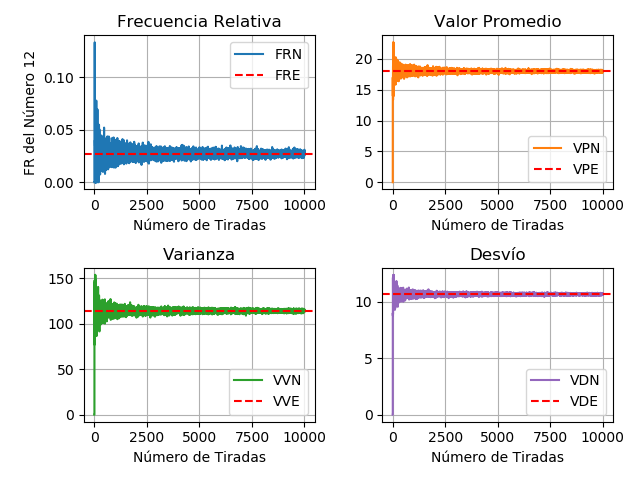 Frecuencia Relativa
FR del Número 12
0.10
0.05
0.00
FRN
FRE
0 2500 5000 7500 10000
Número de Tiradas
Valor Promedio
20
15
10
5
0
VPN
VPE
0 2500 5000 7500 10000
Número de Tiradas
Varianza
150
100
50
0
VVN
VVE
0 2500 5000 7500 10000
Número de Tiradas
Desvío
10
5
0
VDN
VDE
0 2500 5000 7500 10000
Número de Tiradas